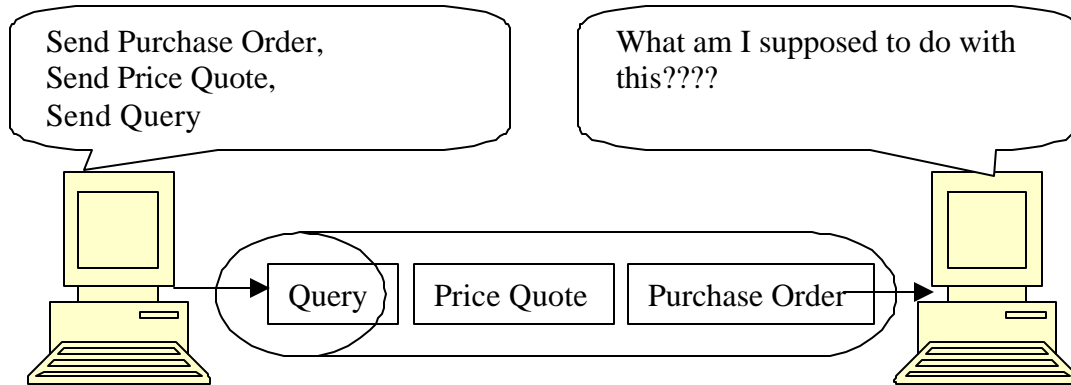 Send Purchase Order,
Send Price Quote,
Send Query
What am I supposed to do with
this????
Query
Price Quote
Purchase Order